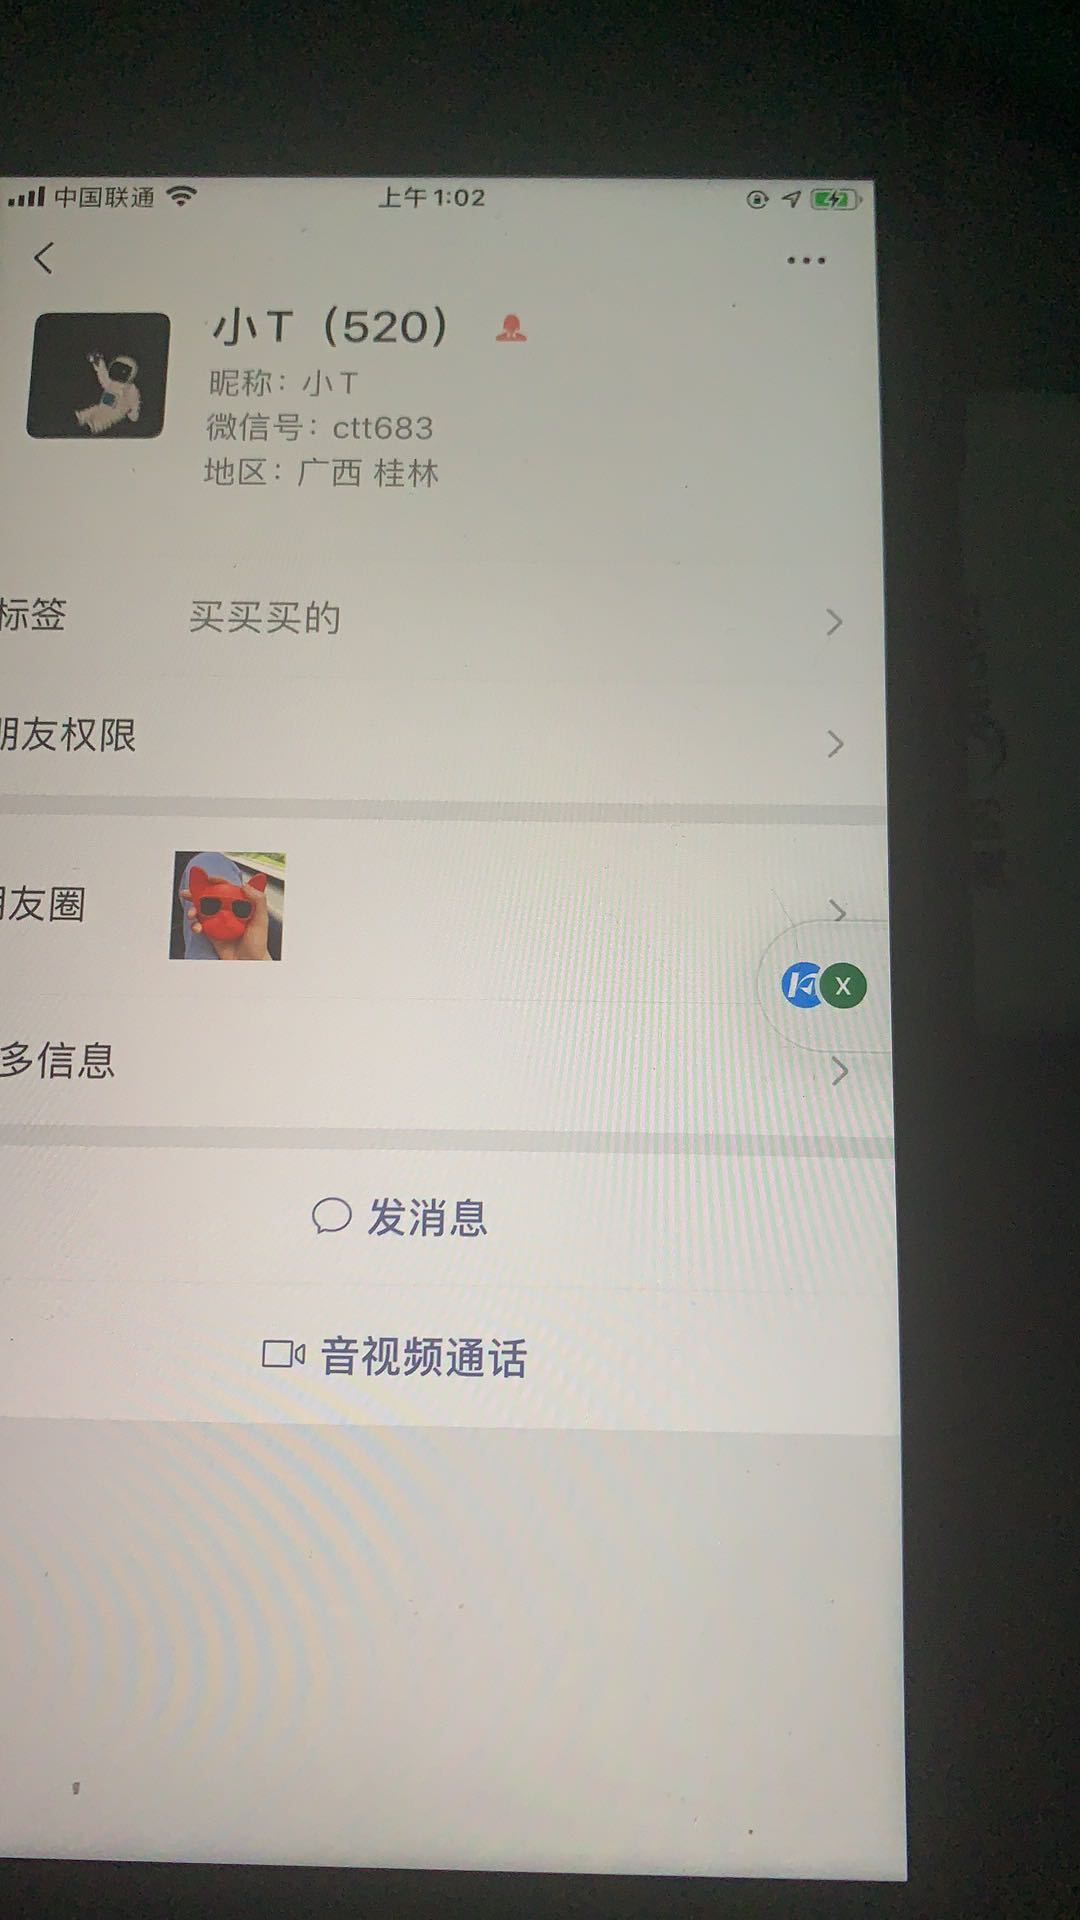 中国联通
上午1:02
小T（520）
昵称：小T
微信号：ctt683
地区：广西 桂林
标签 买买买的
朋友权限
友圈
多信息
X
发消息
音视频通话